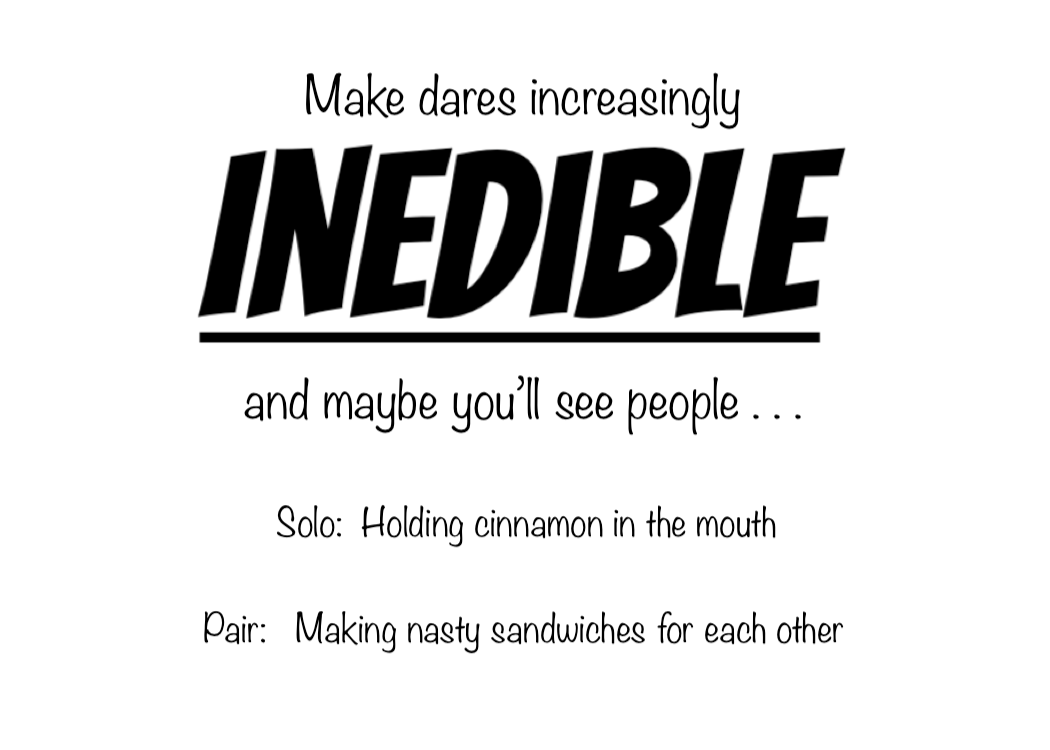 Make dares increasingly
INEDIBLE
and maybe you’ll see people . . .
Solo: Holding cinnamon in the mouth
Pair: Making nasty sandwiches for each other